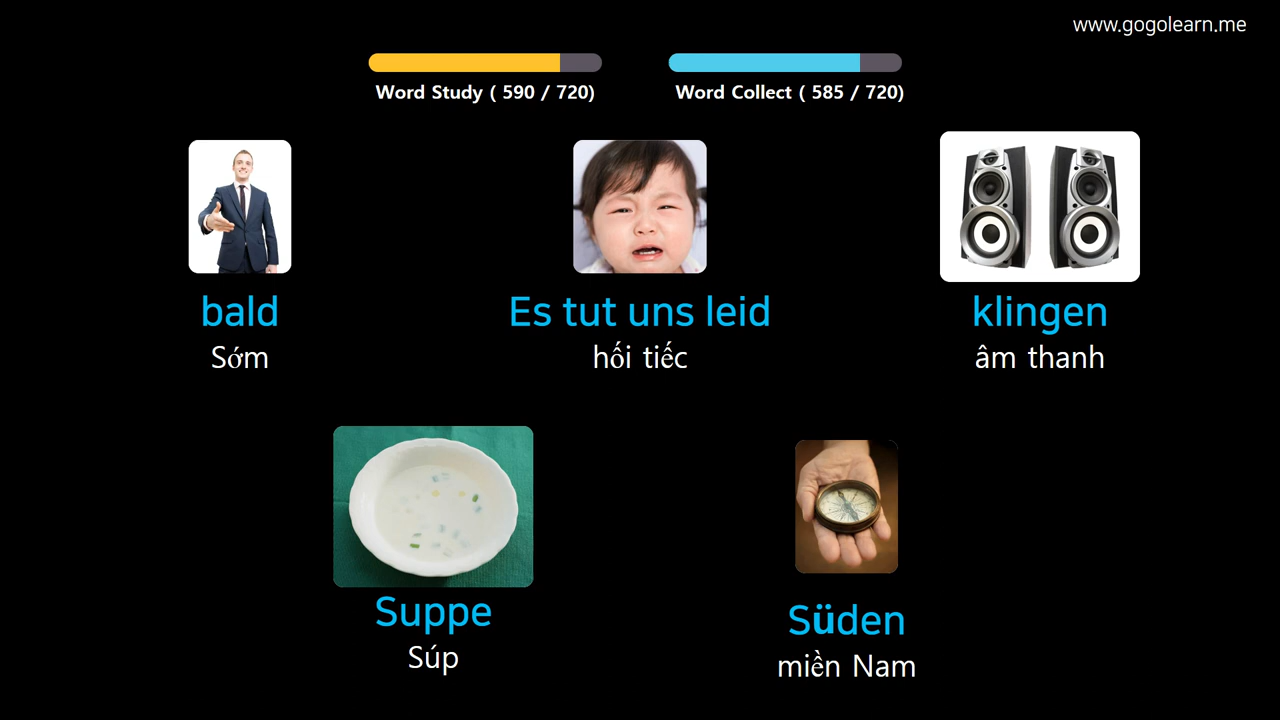 www.gogolearn.me
Word Study ( 590 / 720)
Word Collect ( 585 / 720)
bald
Sớm
Es tut uns leid
hối tiếc
klingen
âm thanh
Suppe
Súp
Süden
miền Nam